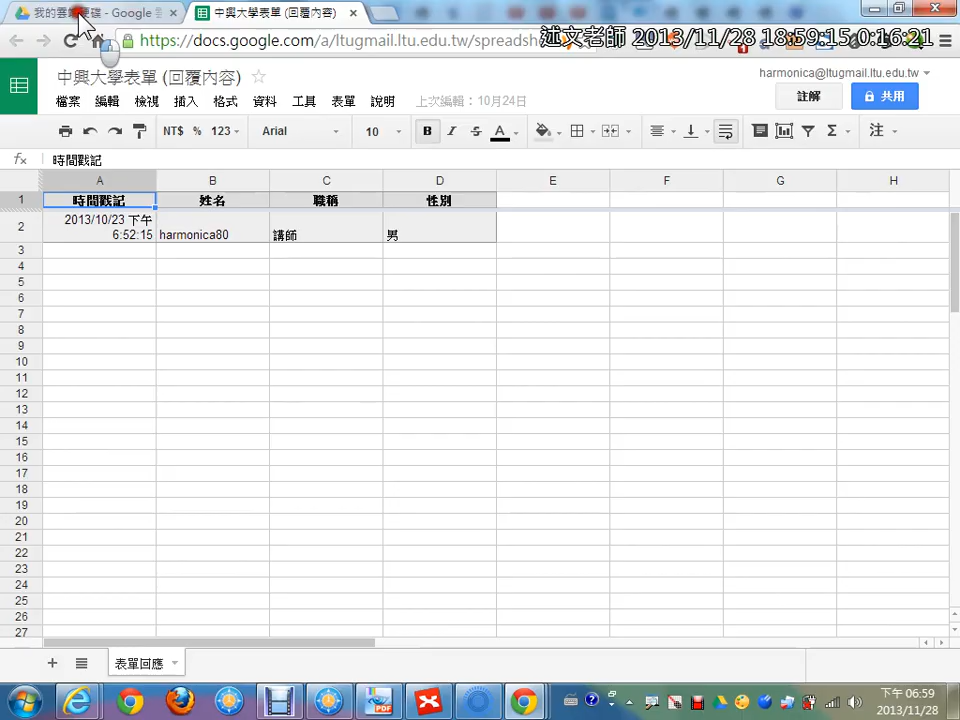 我的雲端硬碟 - Google
中興大學表單 (回覆內容)
https://docs.google.com/a/ltugmail.ltu.edu.tw/spreadsh
述文老師 2013/11/28 18:59:15 0:16:21
中興大學表單 (回覆內容)
harmonica@ltugmail.ltu.edu.tw
註解
共用
檔案 編輯 檢視 插入 格式 資料 工具 表單 說明 上次編輯：10月24日
NT$ % 123 Arial 10 B I S A Σ 注
fx 時間戳記
A B C D E F G H
1 時間戳記 姓名 職稱 性別
2 2013/10/23 下午 6:52:15 harmonica80 講師 男
3
4
5
6
7
8
9
10
11
12
13
14
15
16
17
18
19
20
21
22
23
24
25
26
27
表單回應
PDF
下午 06:59
2013/11/28